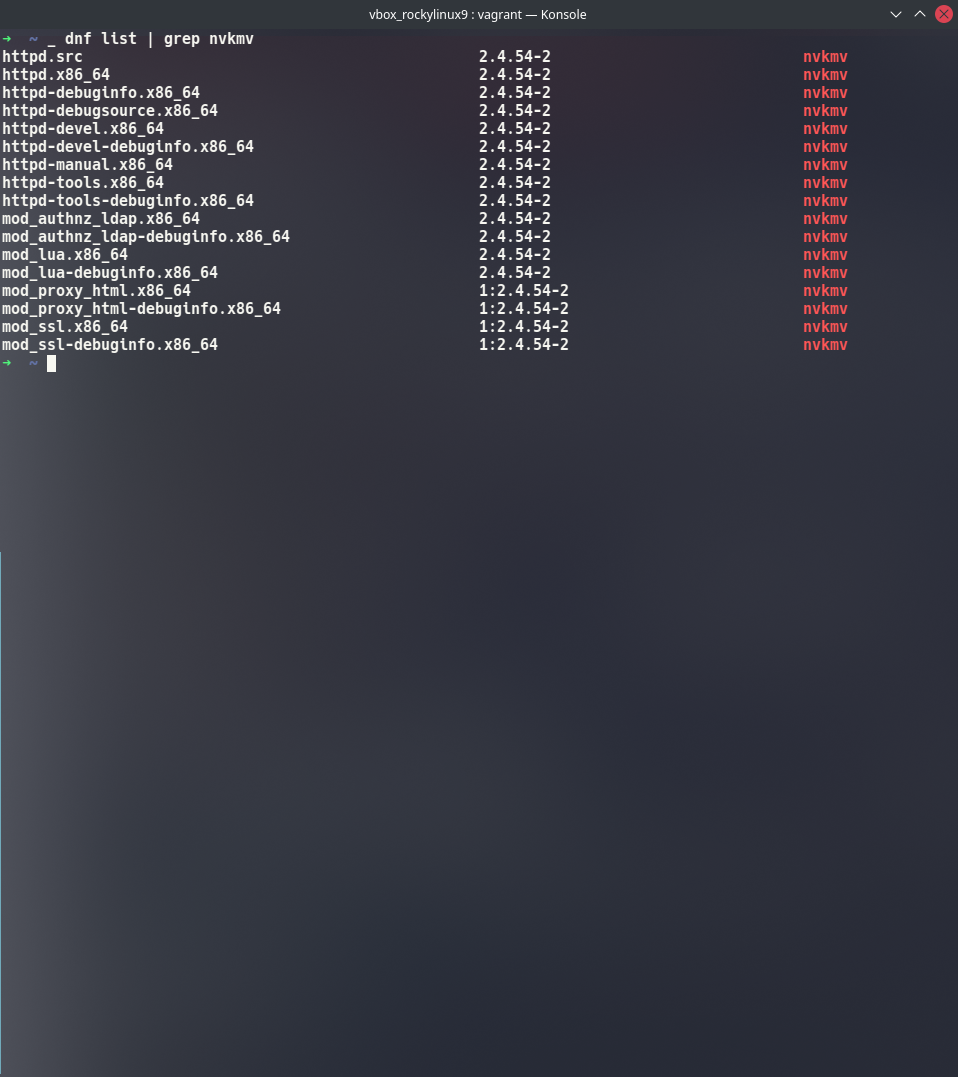 vbox_rockylinux9 : vagrant — Konsole
➜  ~ _ dnf list | grep nvkmv
httpd.src 2.4.54-2 nvkmv
httpd.x86_64 2.4.54-2 nvkmv
httpd-debuginfo.x86_64 2.4.54-2 nvkmv
httpd-debugsource.x86_64 2.4.54-2 nvkmv
httpd-devel.x86_64 2.4.54-2 nvkmv
httpd-devel-debuginfo.x86_64 2.4.54-2 nvkmv
httpd-manual.x86_64 2.4.54-2 nvkmv
httpd-tools.x86_64 2.4.54-2 nvkmv
httpd-tools-debuginfo.x86_64 2.4.54-2 nvkmv
mod_authnz_ldap.x86_64 2.4.54-2 nvkmv
mod_authnz_ldap-debuginfo.x86_64 2.4.54-2 nvkmv
mod_lua.x86_64 2.4.54-2 nvkmv
mod_lua-debuginfo.x86_64 2.4.54-2 nvkmv
mod_proxy_html.x86_64 1:2.4.54-2 nvkmv
mod_proxy_html-debuginfo.x86_64 1:2.4.54-2 nvkmv
mod_ssl.x86_64 1:2.4.54-2 nvkmv
mod_ssl-debuginfo.x86_64 1:2.4.54-2 nvkmv
➜  ~